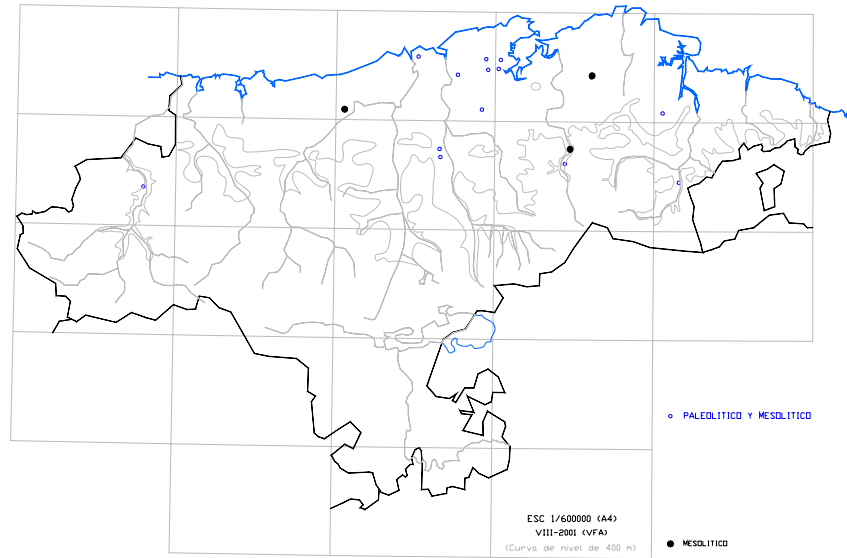 PALEOLITICO Y MESOLITICO
ESC 1/600000 (A4)
VIII-2001 (VFA)
(Curva de nivel de 400 m)
MESOLITICO